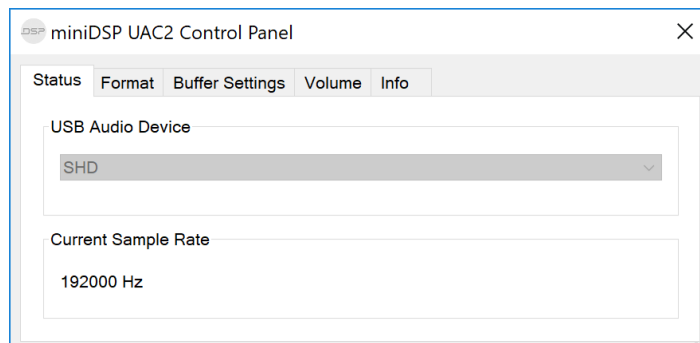 DSP miniDSP UAC2 Control Panel
Status Format Buffer Settings Volume Info
USB Audio Device
SHD
Current Sample Rate
192000 Hz